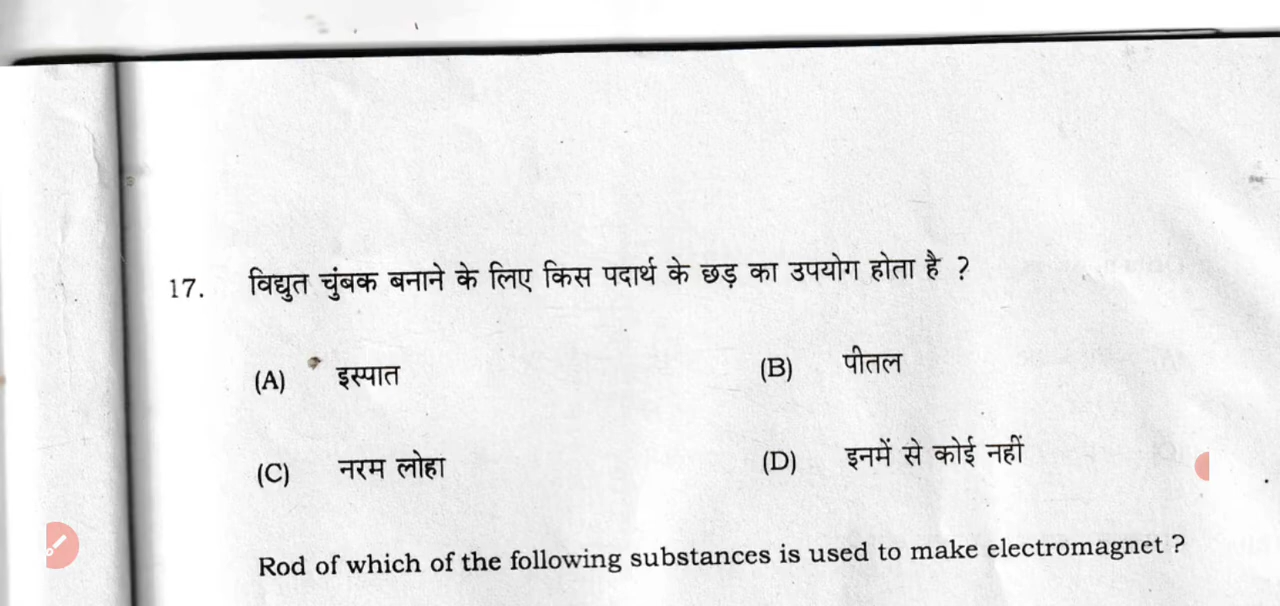 17. विद्युत चुंबक बनाने के लिए किस पदार्थ के छड़ का उपयोग होता है ?
(A) इस्पात (B) पीतल
(C) नरम लोहा (D) इनमें से कोई नहीं
Rod of which of the following substances is used to make electromagnet ?